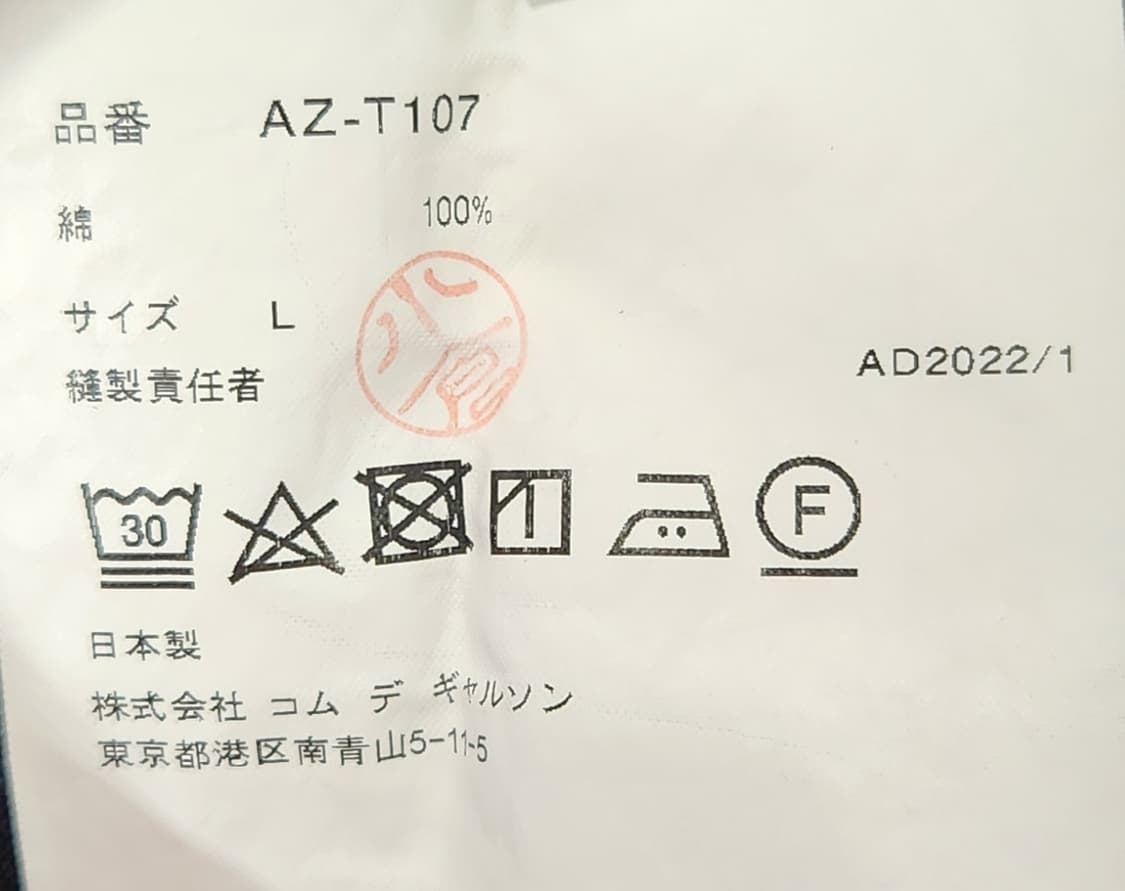 品番 AZ-T107
綿 100%
サイズ L
縫製責任者
AD2022/1
30
F
日本製
株式会社 コム デ ギャルソン
東京都港区南青山5-11-5